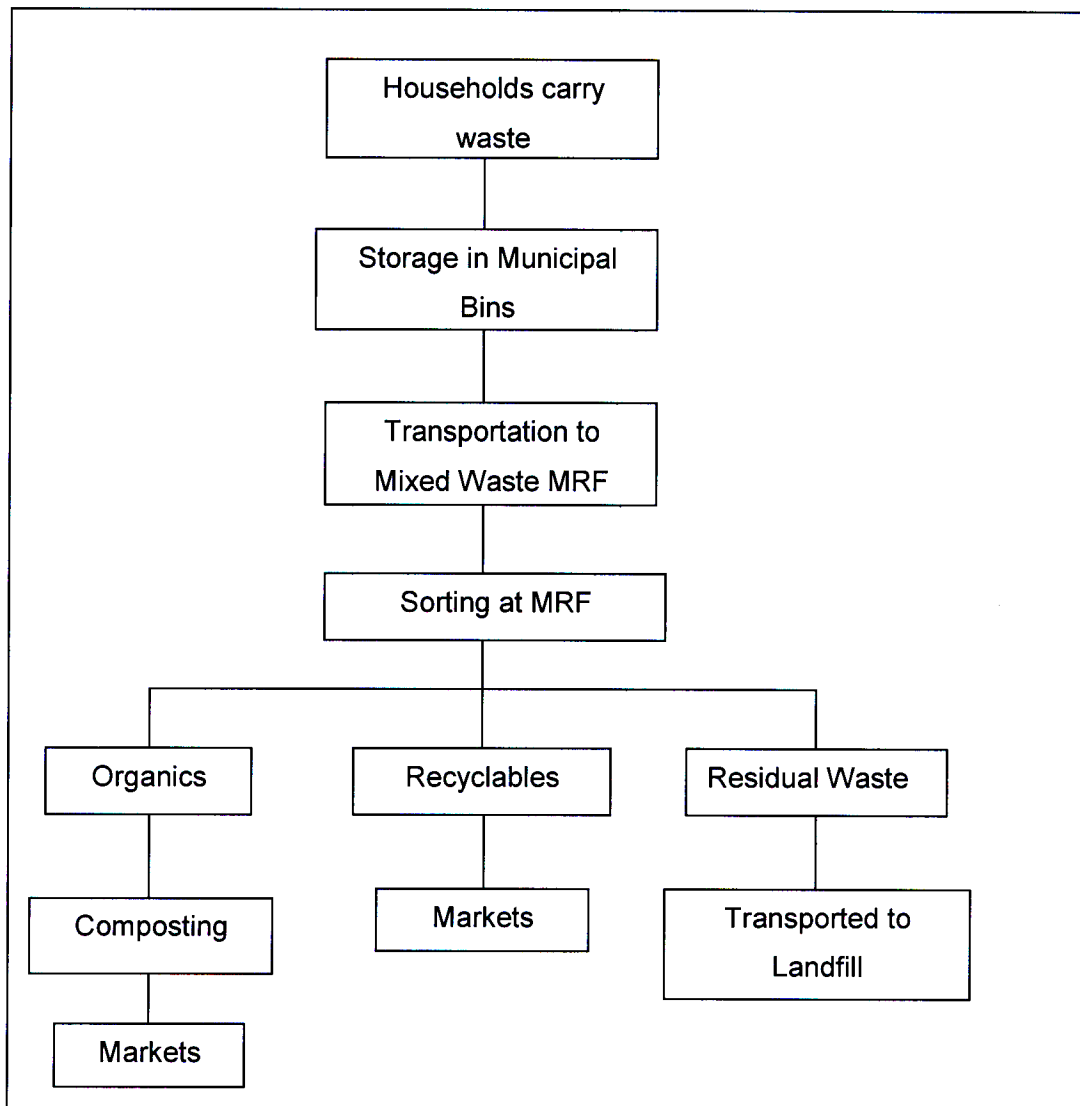 Households carry
waste
Storage in Municipal
Bins
Transportation to
Mixed Waste MRF
Sorting at MRF
Organics
Recyclables
Residual Waste
Composting
Markets
Transported to
Landfill
Markets